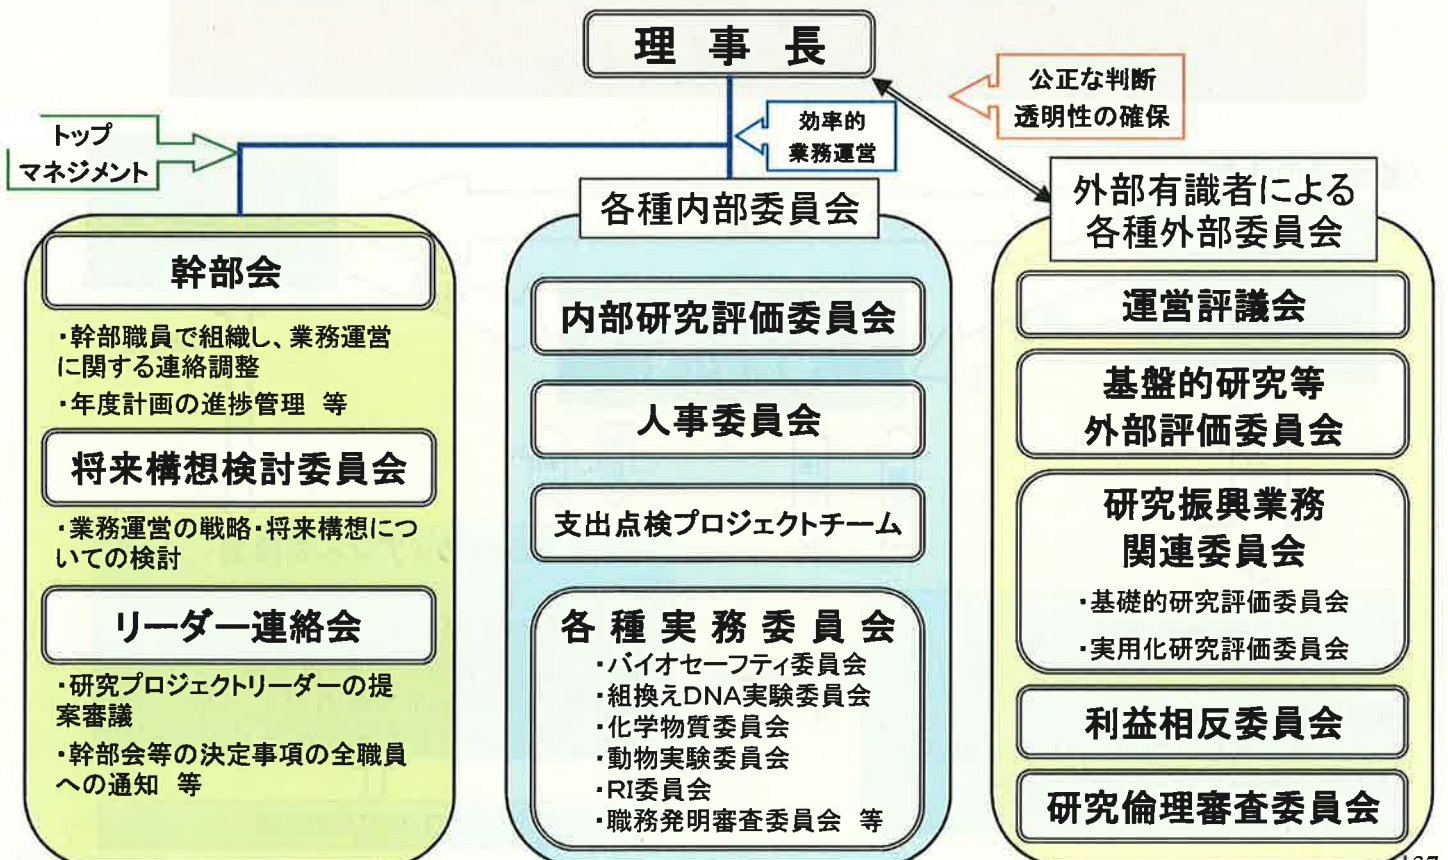 理事長
公正な判断
透明性の確保
トップ
マネジメント
効率的
業務運営
幹部会
・幹部職員で組織し、業務運営
に関する連絡調整
・年度計画の進捗管理 等
将来構想検討委員会
・業務運営の戦略・将来構想につ
いての検討
リーダー連絡会
・研究プロジェクトリーダーの提
案審議
・幹部会等の決定事項の全職員
への通知 等
各種内部委員会
内部研究評価委員会
人事委員会
支出点検プロジェクトチーム
各種実務委員会
・バイオセーフティ委員会
・組換えDNA実験委員会
・化学物質委員会
・動物実験委員会
・RI委員会
・職務発明審査委員会 等
外部有識者による
各種外部委員会
運営評議会
基盤的研究等
外部評価委員会
研究振興業務
関連委員会
・基礎的研究評価委員会
・実用化研究評価委員会
利益相反委員会
研究倫理審査委員会